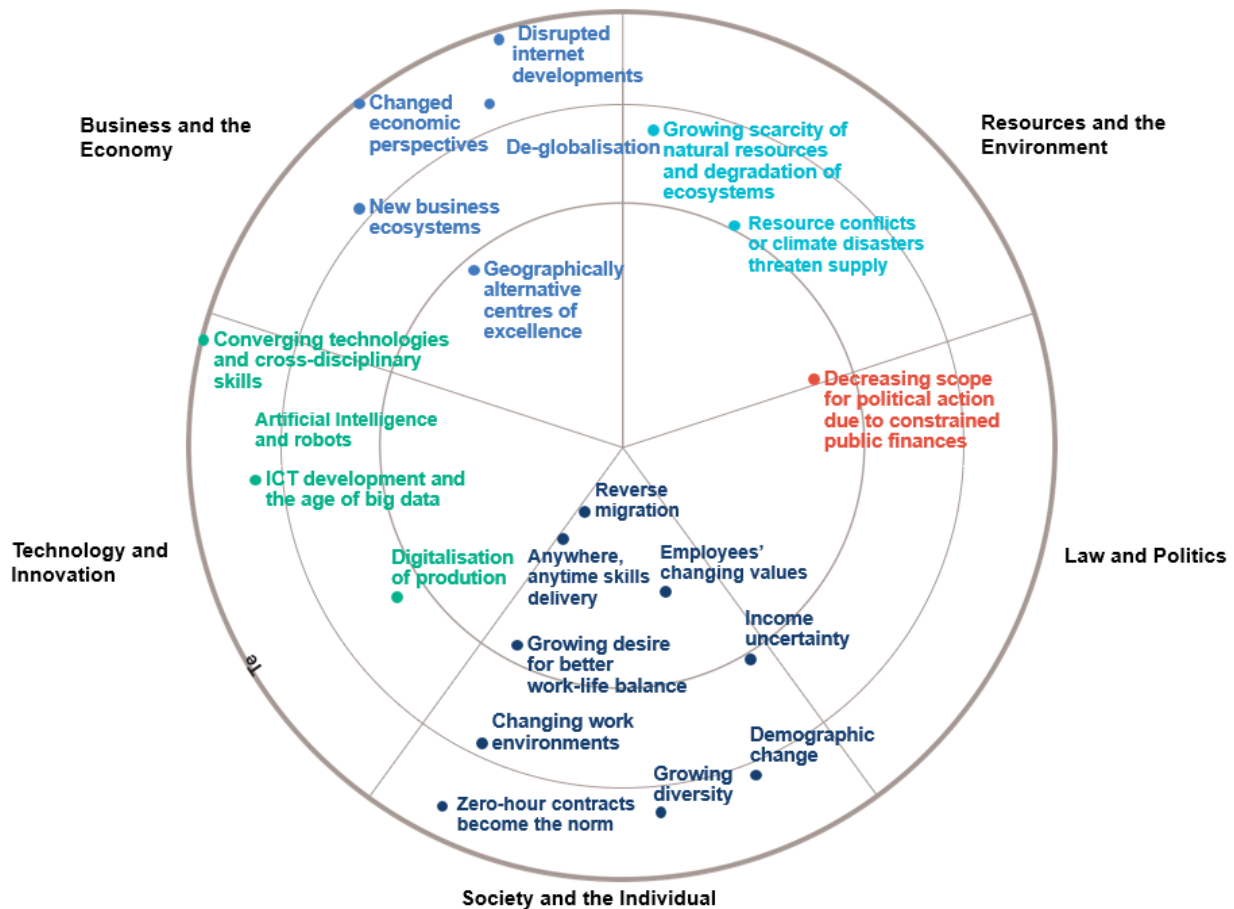 Disrupted
internet
developments
Changed
economic
perspectives
De-globalisation
New business
ecosystems
Geographically
alternative
centres of
excellence
Business and the
Economy
Growing scarcity of
natural resources
and degradation of
ecosystems
Resource conflicts
or climate disasters
threaten supply
Resources and the
Environment
Converging technologies
and cross-disciplinary
skills
Artificial Intelligence
and robots
ICT development and
the age of big data
Digitalisation
of prodution
Technology and
Innovation
Te
Decreasing scope
for political action
due to constrained
public finances
Law and Politics
Reverse
migration
Anywhere,
anytime skills
delivery
Employees’
changing values
Income
uncertainty
Growing desire
for better
work-life balance
Changing work
environments
Demographic
change
Growing
diversity
Zero-hour contracts
become the norm
Society and the Individual